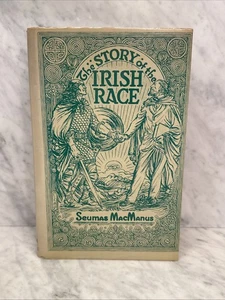 The STORY of the
IRISH
RACE
Seumas MacManus